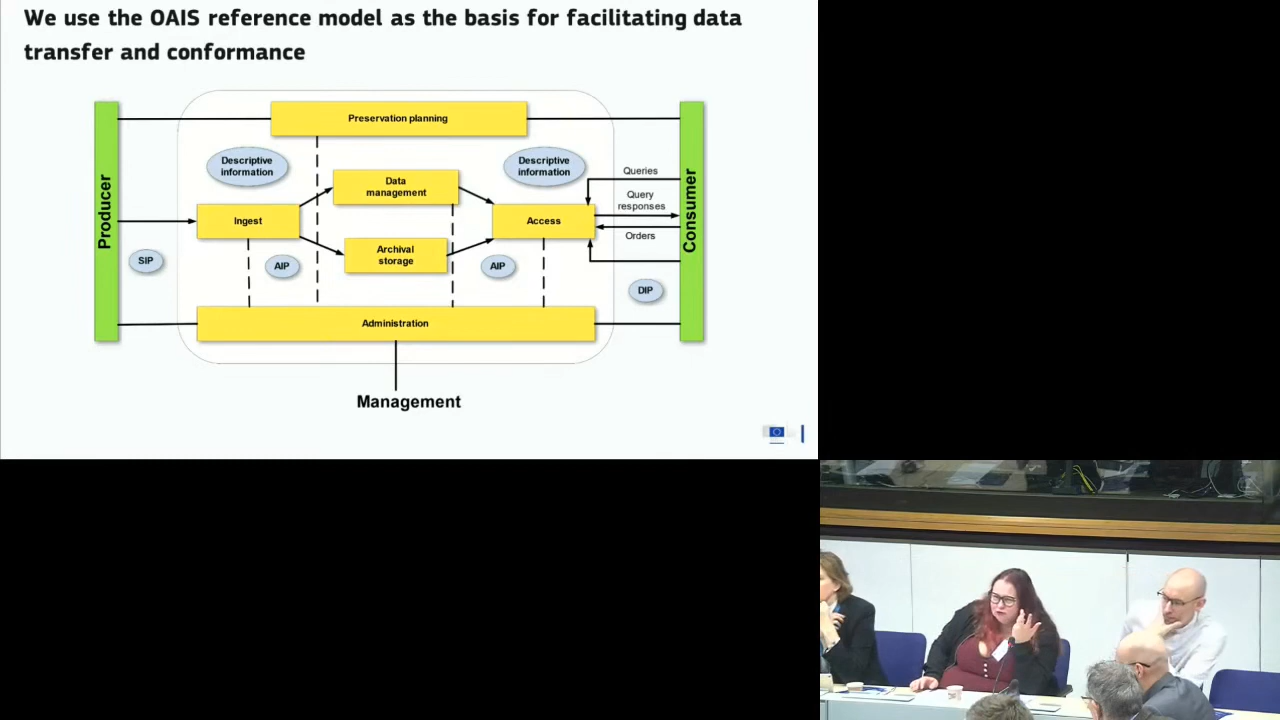 We use the OAIS reference model as the basis for facilitating data
transfer and conformance
Preservation planning
Descriptive
information
Descriptive
information
Data
management
Queries
Query
responses
Producer
Ingest
Access
Consumer
Orders
Archival
storage
SIP
AIP
AIP
DIP
Administration
Management